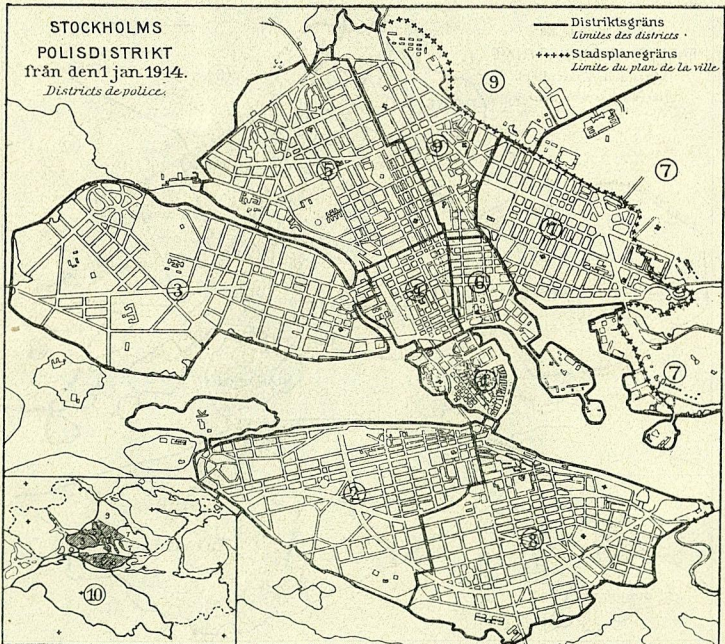 STOCKHOLMS
POLISDISTRIKT
från den 1 jan. 1914.
Districts de police.
Distriktsgräns
Limites des districts
++++Stadsplanegräns
Limite du plan de la ville
9
9
5
7
7
3
4
6
7
1
2
8
10